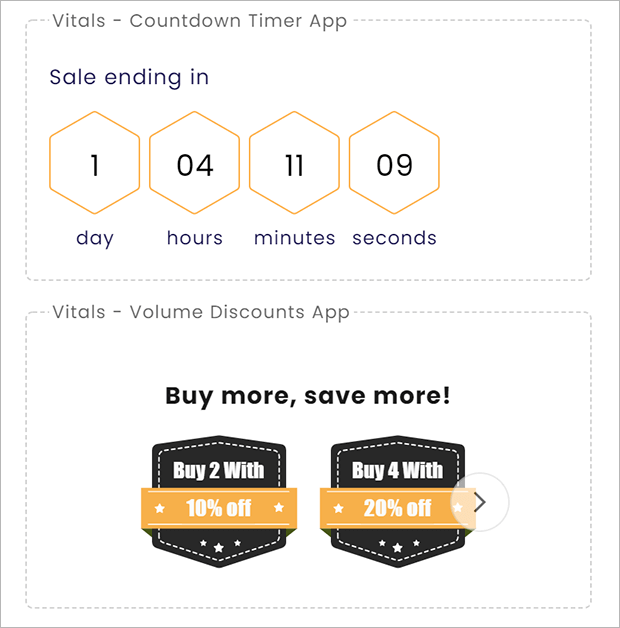 Vitals - Countdown Timer App
Sale ending in
1 04 11 09
day hours minutes seconds
Vitals - Volume Discounts App
Buy more, save more!
Buy 2 With Buy 4 With
10% off 20% off